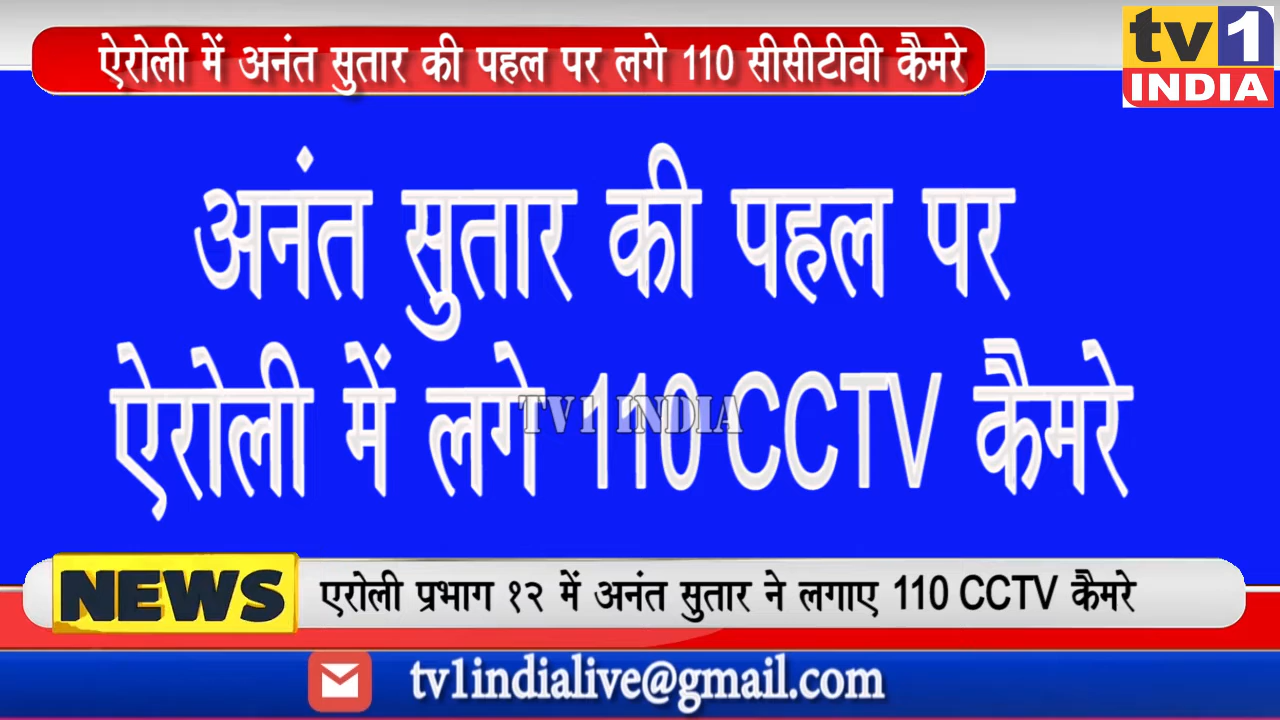 ऐरोली में अनंत सुतार की पहल पर लगे 110 सीसीटीवी कैमरे
tv1
INDIA
अनंत सुतार की पहल पर
ऐरोली में लगे 110 CCTV कैमरे
TV1 INDIA
NEWS
एरोली प्रभाग १२ में अनंत सुतार ने लगाए 110 CCTV कैमरे
tv1indialive@gmail.com